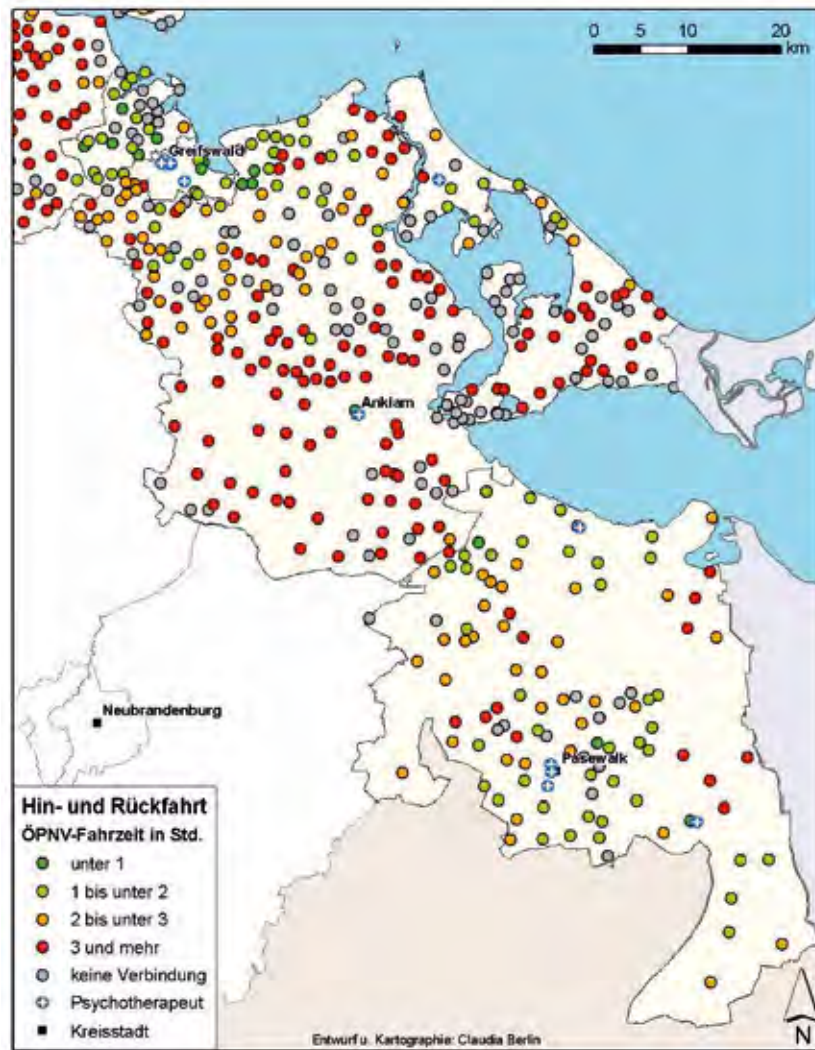 0 5 10 20
km
Greifswald
Anklam
Neubrandenburg
Pasewalk
Hin- und Rückfahrt
ÖPNV-Fahrzeit in Std.
unter 1
1 bis unter 2
2 bis unter 3
3 und mehr
keine Verbindung
Psychotherapeut
Kreisstadt
Entwurf u. Kartographie: Claudia Berlin
N